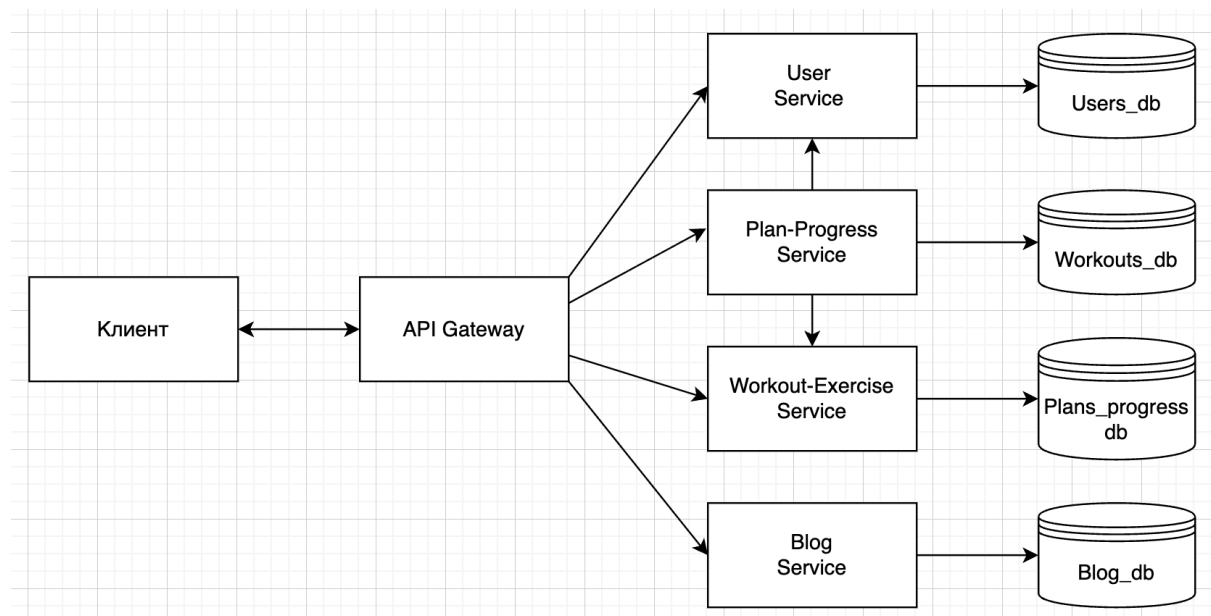 User
Service
Users_db
Plan-Progress
Service
Workouts_db
Клиент
API Gateway
Workout-Exercise
Service
Plans_progress
db
Blog
Service
Blog_db